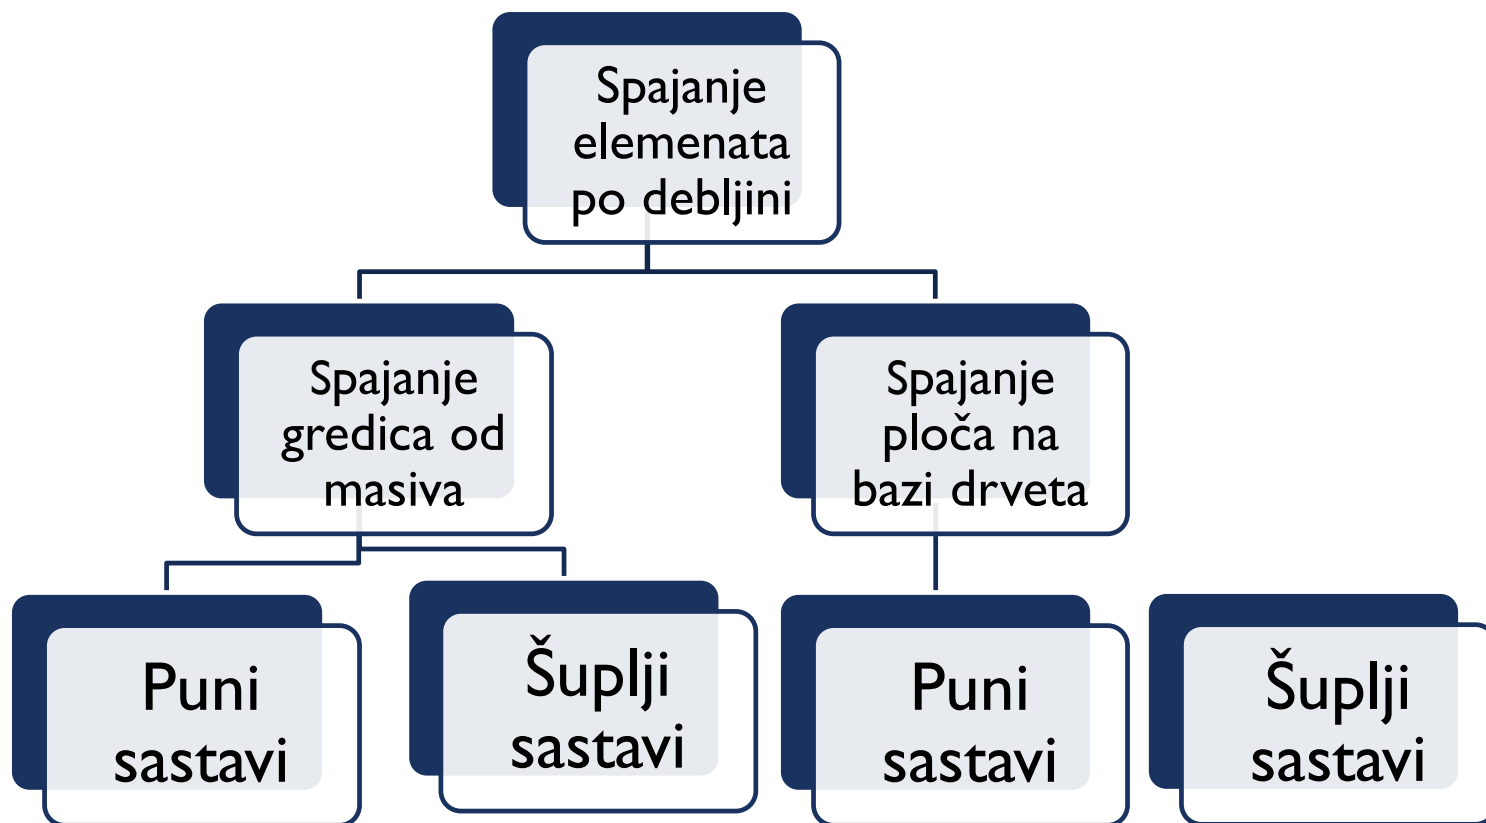 Spajanje
elemenata
po debljini
Spajanje
gredica od
masiva
Spajanje
ploča na
bazi drveta
Puni
sastavi
Šuplji
sastavi
Puni
sastavi
Šuplji
sastavi